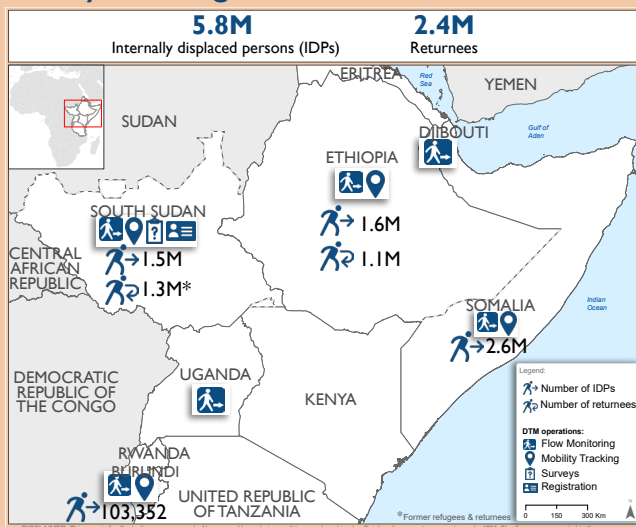 5.8M
Internally displaced persons (IDPs)
2.4M
Returnees
ERITREA
Red
Sea
YEMEN
SUDAN
DJIBOUTI
Gulf of
Aden
ETHIOPIA
1.6M
1.1M
SOUTH SUDAN
1.5M
1.3M*
CENTRAL
AFRICAN
REPUBLIC
SOMALIA
2.6M
Indian
Ocean
UGANDA
KENYA
DEMOCRATIC
REPUBLIC OF
THE CONGO
RWANDA
BURUNDI
103,352
UNITED REPUBLIC
OF TANZANIA
*Former refugees & returnees
Legend:
Number of IDPs
Number of returnees
DTM operations:
Flow Monitoring
Mobility Tracking
Surveys
Registration
0 150 300 Km
N